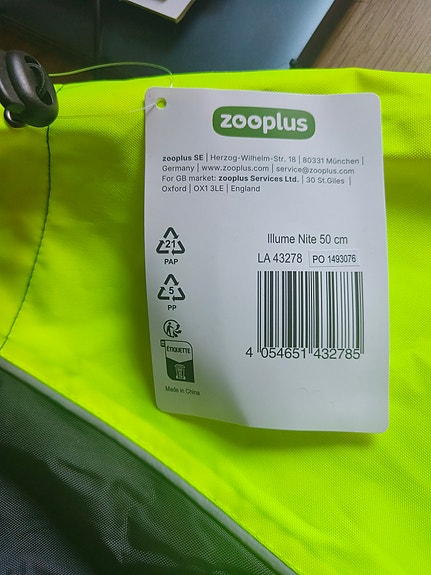 zooplus
zooplus SE | Herzog-Wilhelm-Str. 18 | 80331 München |
Germany | www.zooplus.com | service@zooplus.com
For GB market: zooplus Services Ltd. | 30 St.Giles |
Oxford | OX1 3LE | England
21
PAP
5
PP
ÉTIQUETTE
Made in China
Illume Nite 50 cm
LA 43278 PO 1493076
4 054651 432785